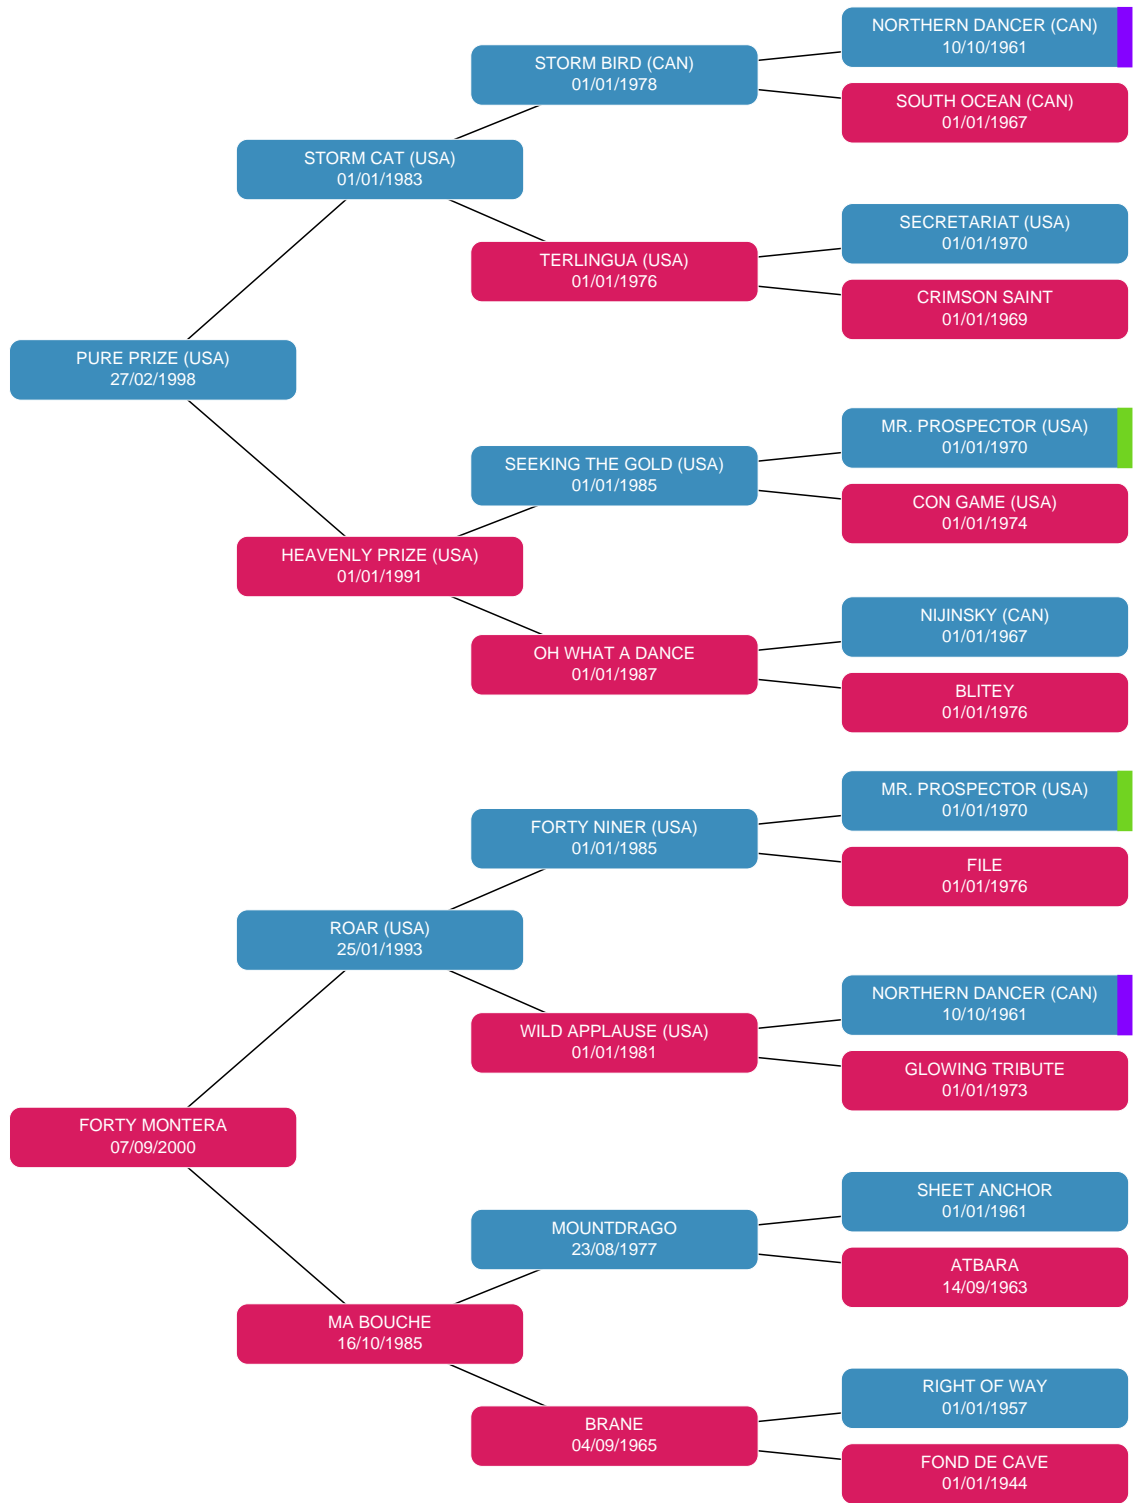 NORTHERN DANCER (CAN)
10/10/1961
STORM BIRD (CAN)
01/01/1978
SOUTH OCEAN (CAN)
01/01/1967
STORM CAT (USA)
01/01/1983
SECRETARIAT (USA)
01/01/1970
TERLINGUA (USA)
01/01/1976
CRIMSON SAINT
01/01/1969
PURE PRIZE (USA)
27/02/1998
MR. PROSPECTOR (USA)
01/01/1970
SEEKING THE GOLD (USA)
01/01/1985
CON GAME (USA)
01/01/1974
HEAVENLY PRIZE (USA)
01/01/1991
NIJINSKY (CAN)
01/01/1967
OH WHAT A DANCE
01/01/1987
BLITEY
01/01/1976
MR. PROSPECTOR (USA)
01/01/1970
FORTY NINER (USA)
01/01/1985
FILE
01/01/1976
ROAR (USA)
25/01/1993
NORTHERN DANCER (CAN)
10/10/1961
WILD APPLAUSE (USA)
01/01/1981
GLOWING TRIBUTE
01/01/1973
FORTY MONTERA
07/09/2000
SHEET ANCHOR
01/01/1961
MOUNTDRAGO
23/08/1977
ATBARA
14/09/1963
MA BOUCHE
16/10/1985
RIGHT OF WAY
01/01/1957
BRANE
04/09/1965
FOND DE CAVE
01/01/1944